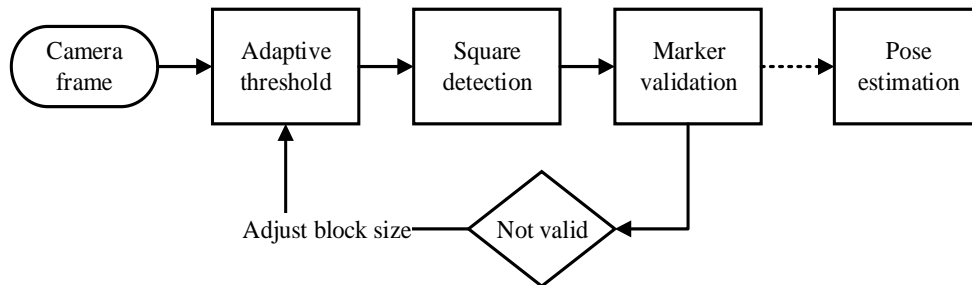 Camera
frame
Adaptive
threshold
Square
detection
Marker
validation
Pose
estimation
Adjust block size
Not valid